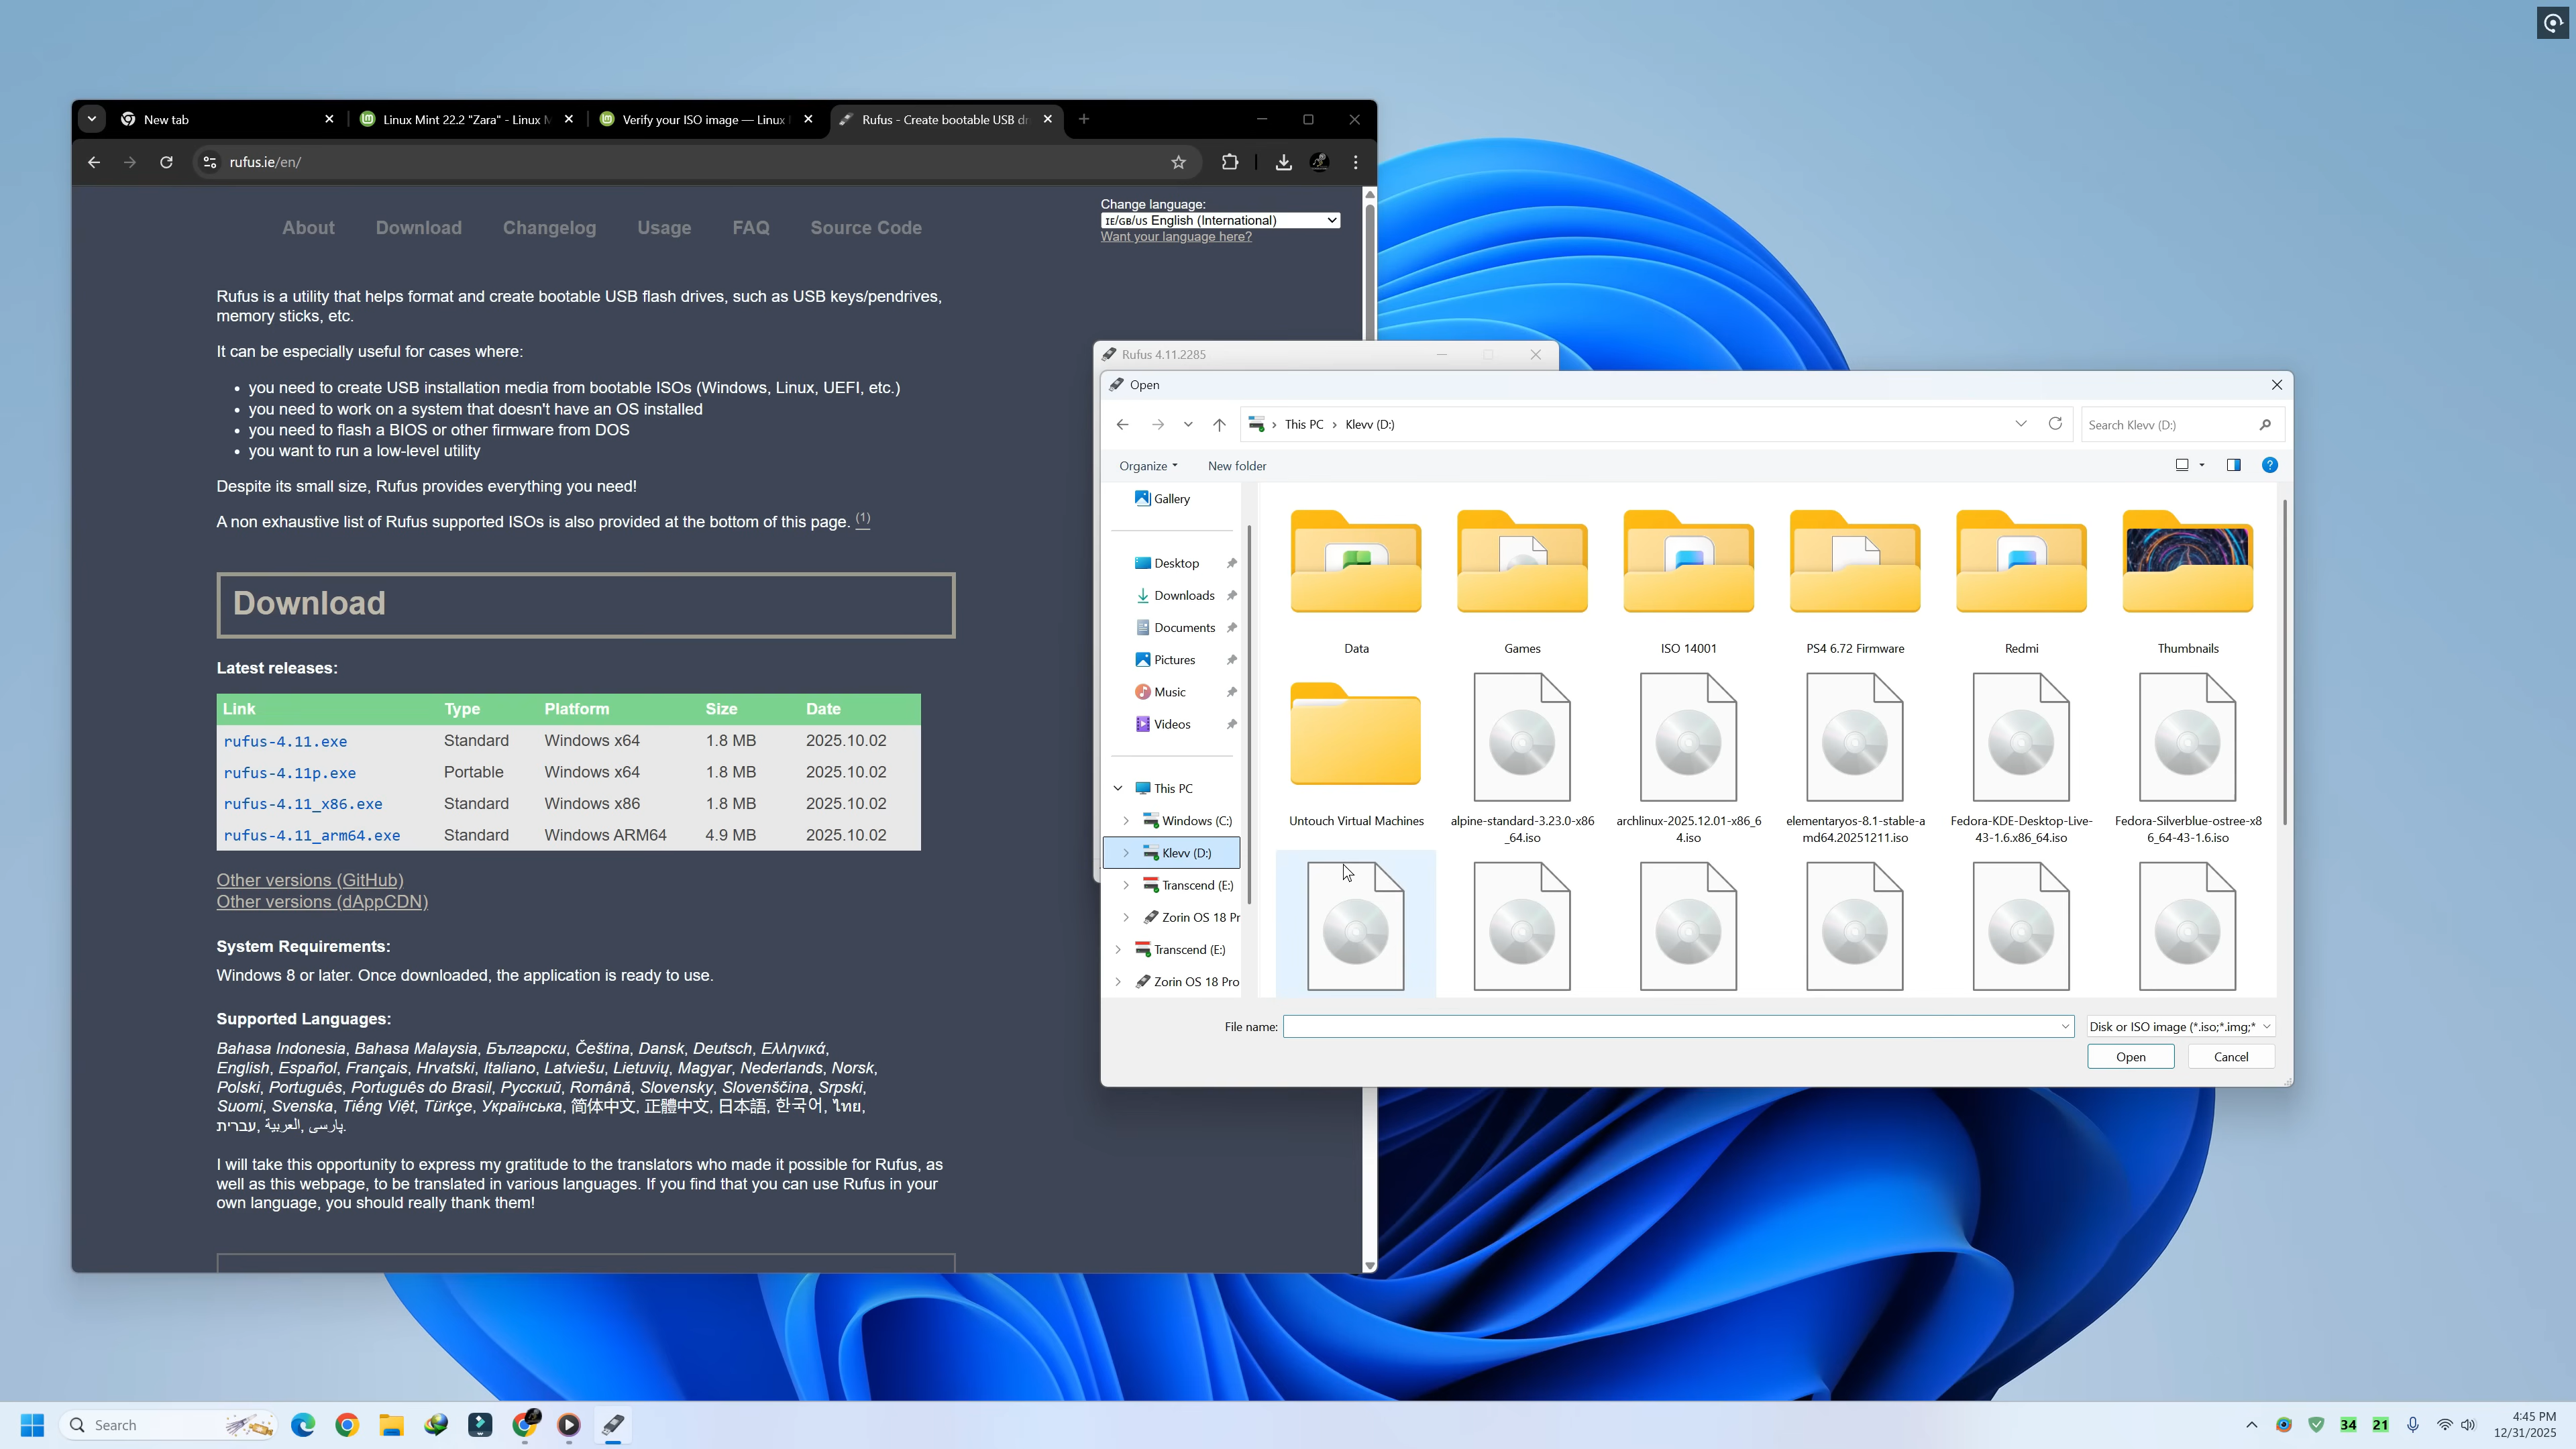 New tab
Linux Mint 22.2 "Zara" - Linux M
Verify your ISO image — Linux
Rufus - Create bootable USB dr
rufus.ie/en/
About
Download
Changelog
Usage
FAQ
Source Code
Change language:
IE/GB/US English (International)
Want your language here?
Rufus is a utility that helps format and create bootable USB flash drives, such as USB keys/pendrives,
memory sticks, etc.
It can be especially useful for cases where:
• you need to create USB installation media from bootable ISOs (Windows, Linux, UEFI, etc.)
• you need to work on a system that doesn't have an OS installed
• you need to flash a BIOS or other firmware from DOS
• you want to run a low-level utility
Despite its small size, Rufus provides everything you need!
A non exhaustive list of Rufus supported ISOs is also provided at the bottom of this page. (1)
Download
Latest releases:
Link Type Platform Size Date
rufus-4.11.exe Standard Windows x64 1.8 MB 2025.10.02
rufus-4.11p.exe Portable Windows x64 1.8 MB 2025.10.02
rufus-4.11_x86.exe Standard Windows x86 1.8 MB 2025.10.02
rufus-4.11_arm64.exe Standard Windows ARM64 4.9 MB 2025.10.02
Other versions (GitHub)
Other versions (dAppCDN)
System Requirements:
Windows 8 or later. Once downloaded, the application is ready to use.
Supported Languages:
Bahasa Indonesia, Bahasa Malaysia, Български, Čeština, Dansk, Deutsch, Ελληνικά,
English, Español, Français, Hrvatski, Italiano, Latviešu, Lietuvių, Magyar, Nederlands, Norsk,
Polski, Português, Português do Brasil, Русский, Română, Slovensky, Slovenščina, Srpski,
Suomi, Svenska, Tiếng Việt, Türkçe, Українська, 简体中文, 正體中文, 日本語, 한국어, ไทย,
עברית, العربية, پارسی.
I will take this opportunity to express my gratitude to the translators who made it possible for Rufus, as
well as this webpage, to be translated in various languages. If you find that you can use Rufus in your
own language, you should really thank them!
Rufus 4.11.2285
Open
This PC › Klevv (D:)
Search Klevv (D:)
Organize
New folder
Gallery
Desktop
Downloads
Documents
Pictures
Music
Videos
This PC
Windows (C:)
Klevv (D:)
Transcend (E:)
Zorin OS 18 Pr
Transcend (E:)
Zorin OS 18 Pro
Data
Games
ISO 14001
PS4 6.72 Firmware
Redmi
Thumbnails
Untouch Virtual Machines
alpine-standard-3.23.0-x86
_64.iso
archlinux-2025.12.01-x86_6
4.iso
elementaryos-8.1-stable-a
md64.20251211.iso
Fedora-KDE-Desktop-Live-
43-1.6.x86_64.iso
Fedora-Silverblue-ostree-x8
6_64-43-1.6.iso
File name:
Disk or ISO image (*.iso;*.img;*
Open
Cancel
Search
34
21
4:45 PM
12/31/2025